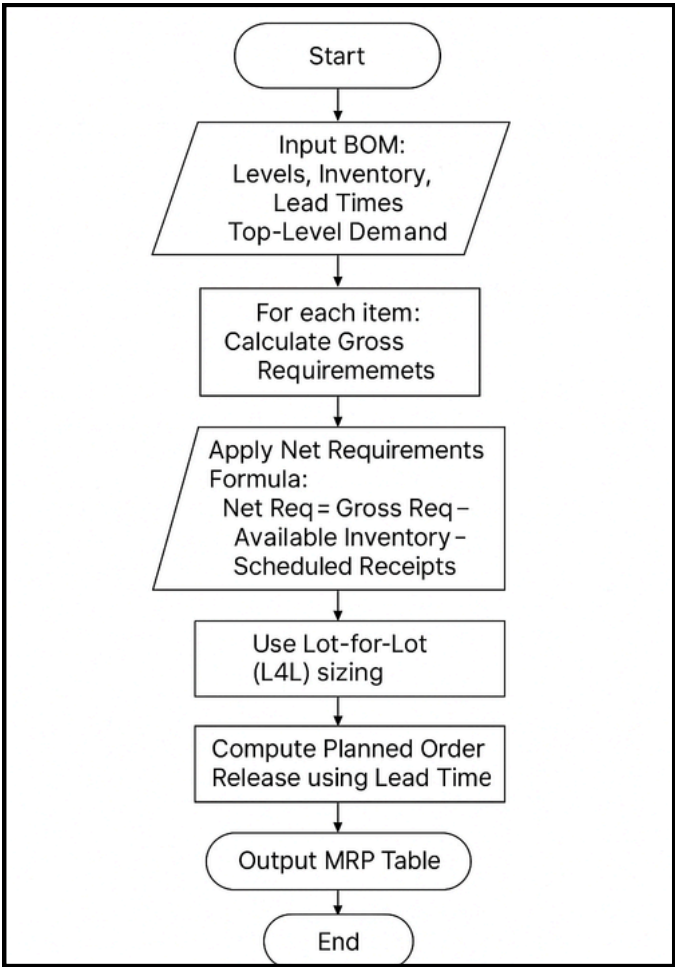 Start
Input BOM:
Levels, Inventory,
Lead Times
Top-Level Demand
For each item:
Calculate Gross
Requirememets
Apply Net Requirements
Formula:
Net Req = Gross Req –
Available Inventory –
Scheduled Receipts
Use Lot-for-Lot
(L4L) sizing
Compute Planned Order
Release using Lead Time
Output MRP Table
End